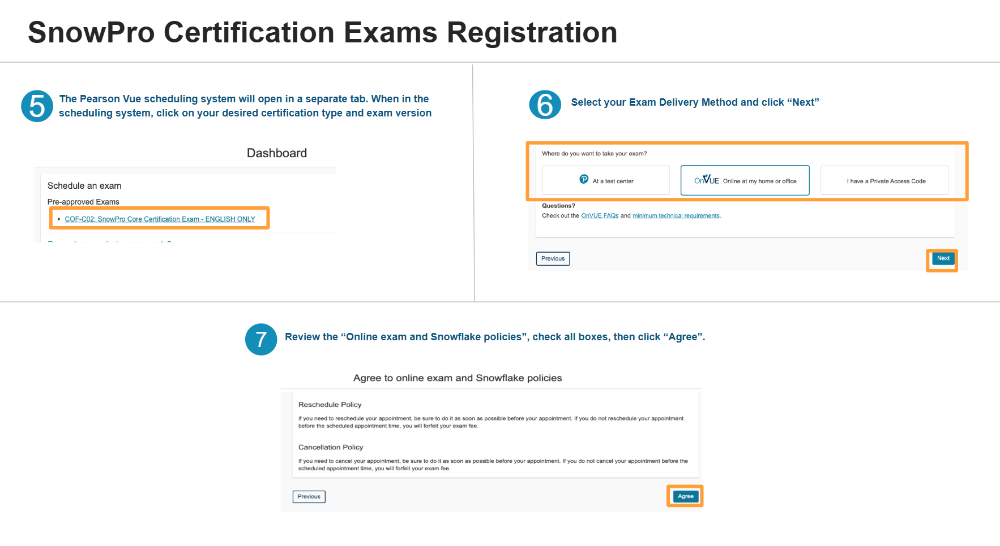 SnowPro Certification Exams Registration
5
The Pearson Vue scheduling system will open in a separate tab. When in the
scheduling system, click on your desired certification type and exam version
Dashboard
Schedule an exam
Pre-approved Exams
• COF-C02: SnowPro Core Certification Exam - ENGLISH ONLY
6
Select your Exam Delivery Method and click “Next”
Where do you want to take your exam?
At a test center
OnVUE Online at my home or office
I have a Private Access Code
Questions?
Check out the OnVUE FAQs and minimum technical requirements.
Previous
Next
7
Review the “Online exam and Snowflake policies”, check all boxes, then click “Agree”.
Agree to online exam and Snowflake policies
Reschedule Policy
If you need to reschedule your appointment, be sure to do it as soon as possible before your appointment. If you do not reschedule your appointment
before the scheduled appointment time, you will forfeit your exam fee.
Cancellation Policy
If you need to cancel your appointment, be sure to do it as soon as possible before your appointment. If you do not cancel your appointment before the
scheduled appointment time, you will forfeit your exam fee.
Previous
Agree